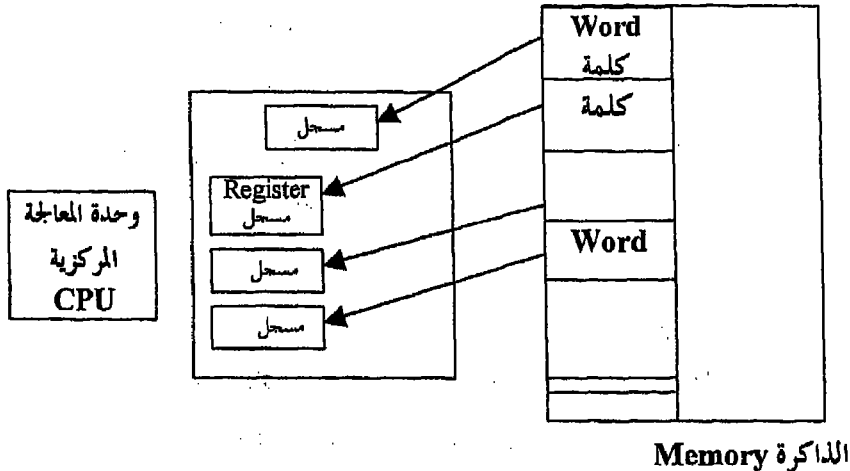 Word
كلمة
كلمة
Word
مسجل
Register
مسجل
مسجل
مسجل
وحدة المعالجة
المركزية
CPU
الذاكرة Memory